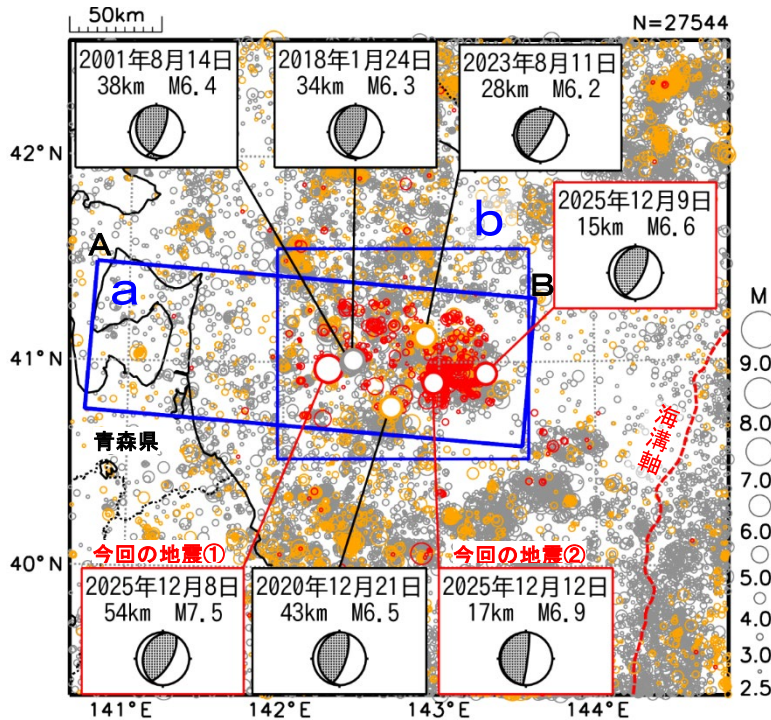 50km
N=27544
2001年8月14日
38km M6.4
2018年1月24日
34km M6.3
2023年8月11日
28km M6.2
42°N
2025年12月9日
15km M6.6
b
A
a
B
M
41°N
9.0
8.0
海溝軸
青森県
7.0
6.0
今回の地震①
今回の地震②
40°N
5.0
2025年12月8日
54km M7.5
2020年12月21日
43km M6.5
2025年12月12日
17km M6.9
4.0
3.0
2.5
141°E
142°E
143°E
144°E